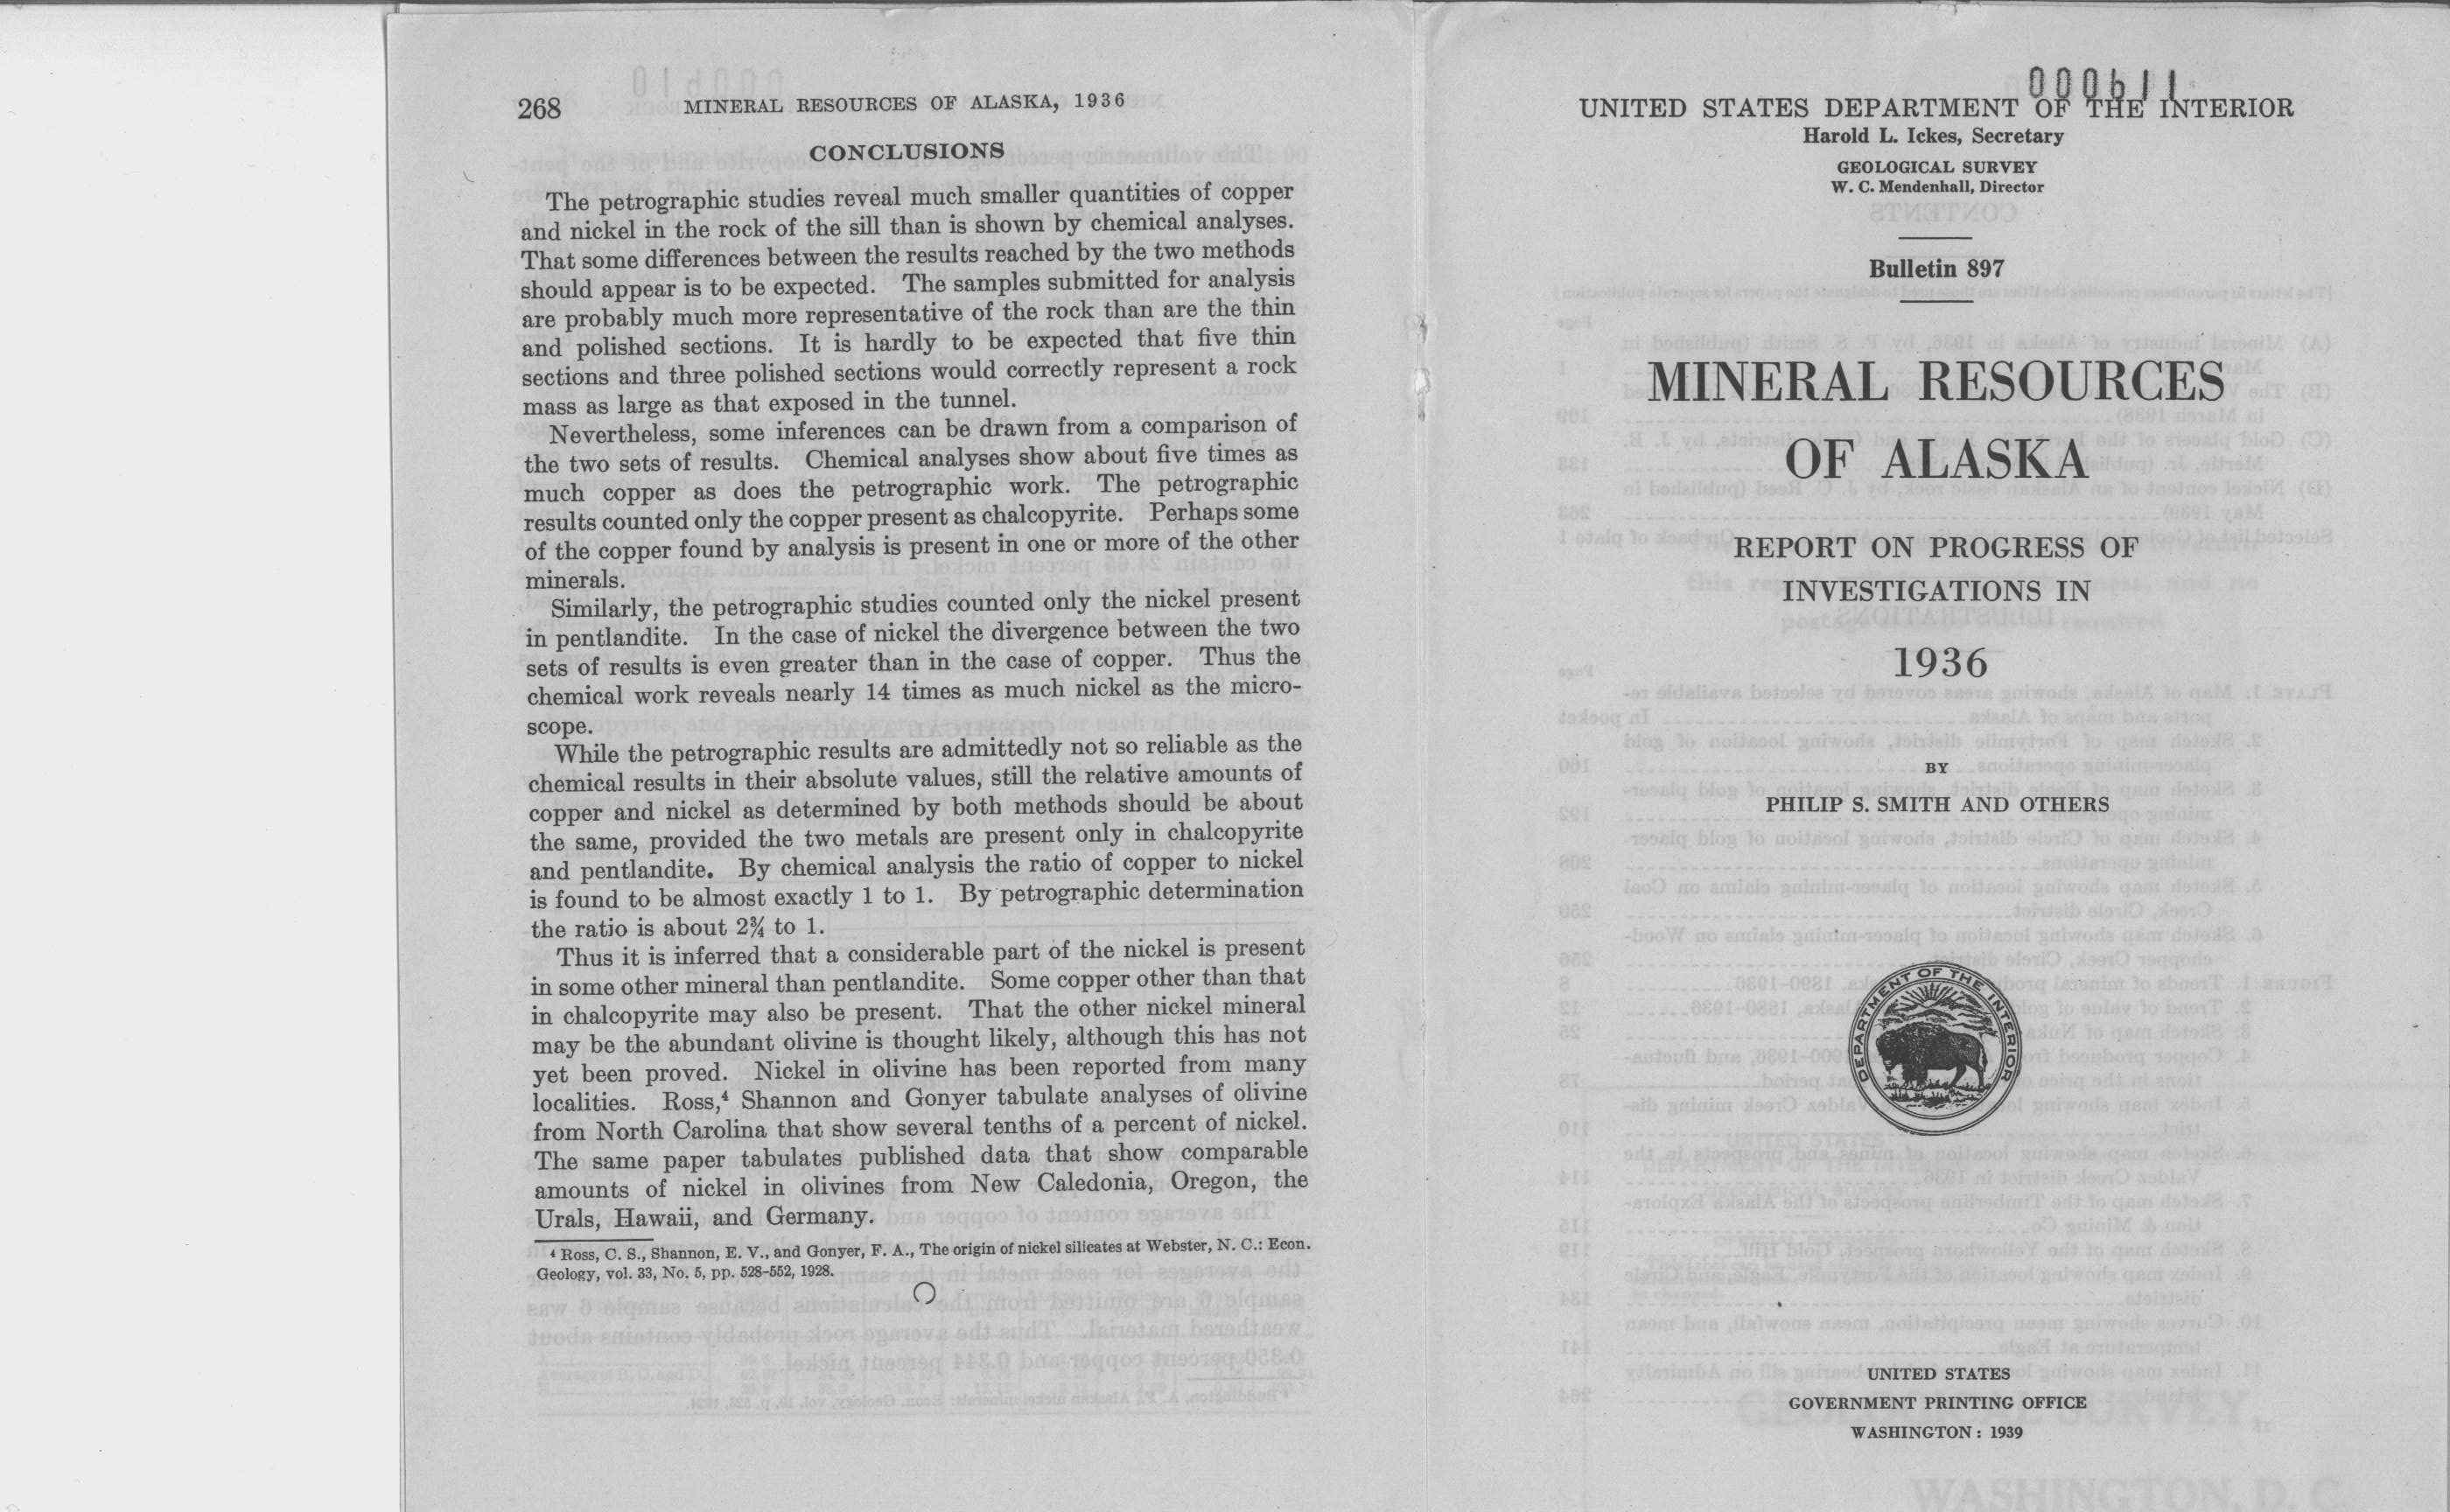 268 MINERAL RESOURCES OF ALASKA, 1936
CONCLUSIONS
The petrographic studies reveal much smaller quantities of copper
and nickel in the rock of the sill than is shown by chemical analyses.
That some differences between the results reached by the two methods
should appear is to be expected. The samples submitted for analysis
are probably much more representative of the rock than are the thin
and polished sections. It is hardly to be expected that five thin
sections and three polished sections would correctly represent a rock
mass as large as that exposed in the tunnel.
Nevertheless, some inferences can be drawn from a comparison of
the two sets of results. Chemical analyses show about five times as
much copper as does the petrographic work. The petrographic
results counted only the copper present as chalcopyrite. Perhaps some
of the copper found by analysis is present in one or more of the other
minerals.
Similarly, the petrographic studies counted only the nickel present
in pentlandite. In the case of nickel the divergence between the two
sets of results is even greater than in the case of copper. Thus the
chemical work reveals nearly 14 times as much nickel as the micro-
scope.
While the petrographic results are admittedly not so reliable as the
chemical results in their absolute values, still the relative amounts of
copper and nickel as determined by both methods should be about
the same, provided the two metals are present only in chalcopyrite
and pentlandite. By chemical analysis the ratio of copper to nickel
is found to be almost exactly 1 to 1. By petrographic determination
the ratio is about 2¾ to 1.
Thus it is inferred that a considerable part of the nickel is present
in some other mineral than pentlandite. Some copper other than that
in chalcopyrite may also be present. That the other nickel mineral
may be the abundant olivine is thought likely, although this has not
yet been proved. Nickel in olivine has been reported from many
localities. Ross,⁴ Shannon and Gonyer tabulate analyses of olivine
from North Carolina that show several tenths of a percent of nickel.
The same paper tabulates published data that show comparable
amounts of nickel in olivines from New Caledonia, Oregon, the
Urals, Hawaii, and Germany.
⁴ Ross, C. S., Shannon, E. V., and Gonyer, F. A., The origin of nickel silicates at Webster, N. C.: Econ.
Geology, vol. 33, No. 5, pp. 528-552, 1928.
000611
UNITED STATES DEPARTMENT OF THE INTERIOR
Harold L. Ickes, Secretary
GEOLOGICAL SURVEY
W. C. Mendenhall, Director
Bulletin 897
MINERAL RESOURCES
OF ALASKA
REPORT ON PROGRESS OF
INVESTIGATIONS IN
1936
BY
PHILIP S. SMITH AND OTHERS
DEPARTMENT OF THE INTERIOR
UNITED STATES
GOVERNMENT PRINTING OFFICE
WASHINGTON : 1939